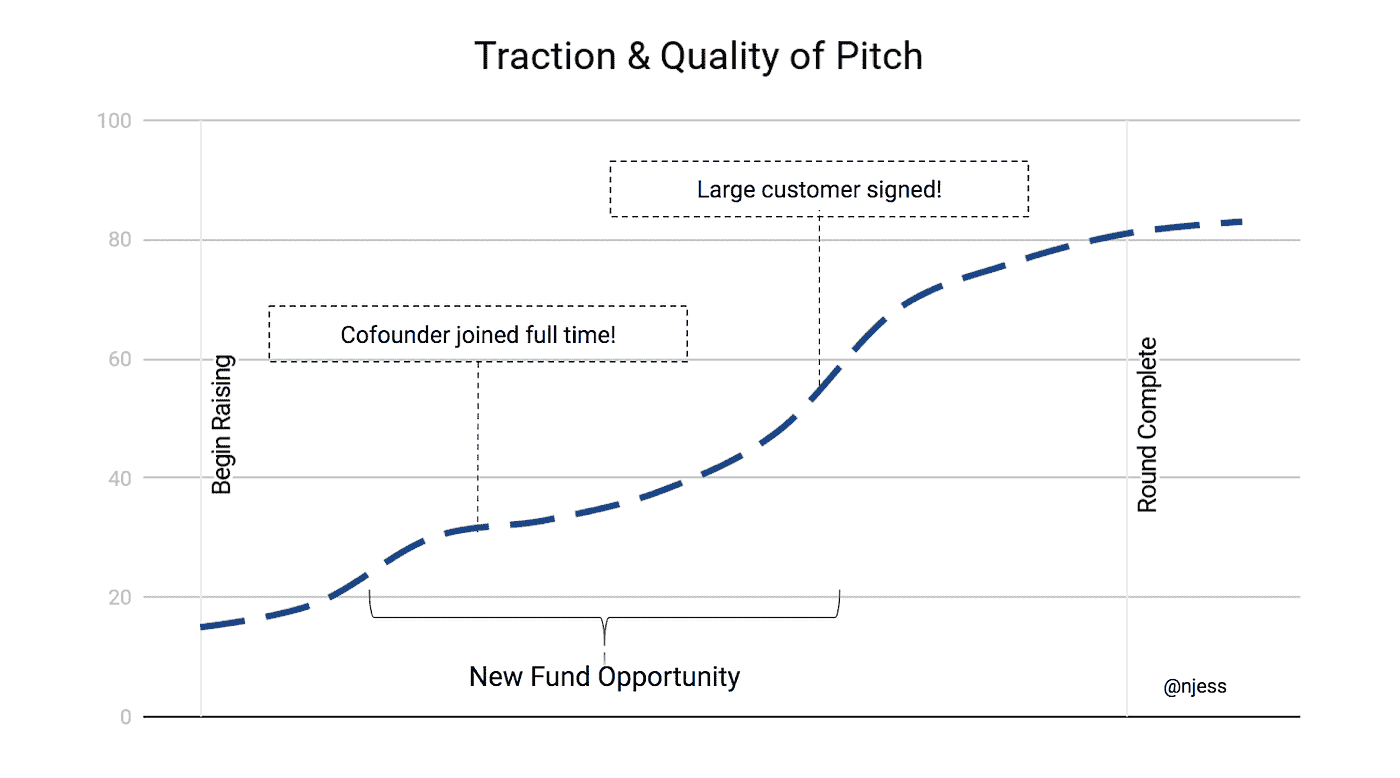 Traction & Quality of Pitch
100
Large customer signed!
80
Cofounder joined full time!
60
Begin Raising
Round Complete
40
20
New Fund Opportunity
@njess
0